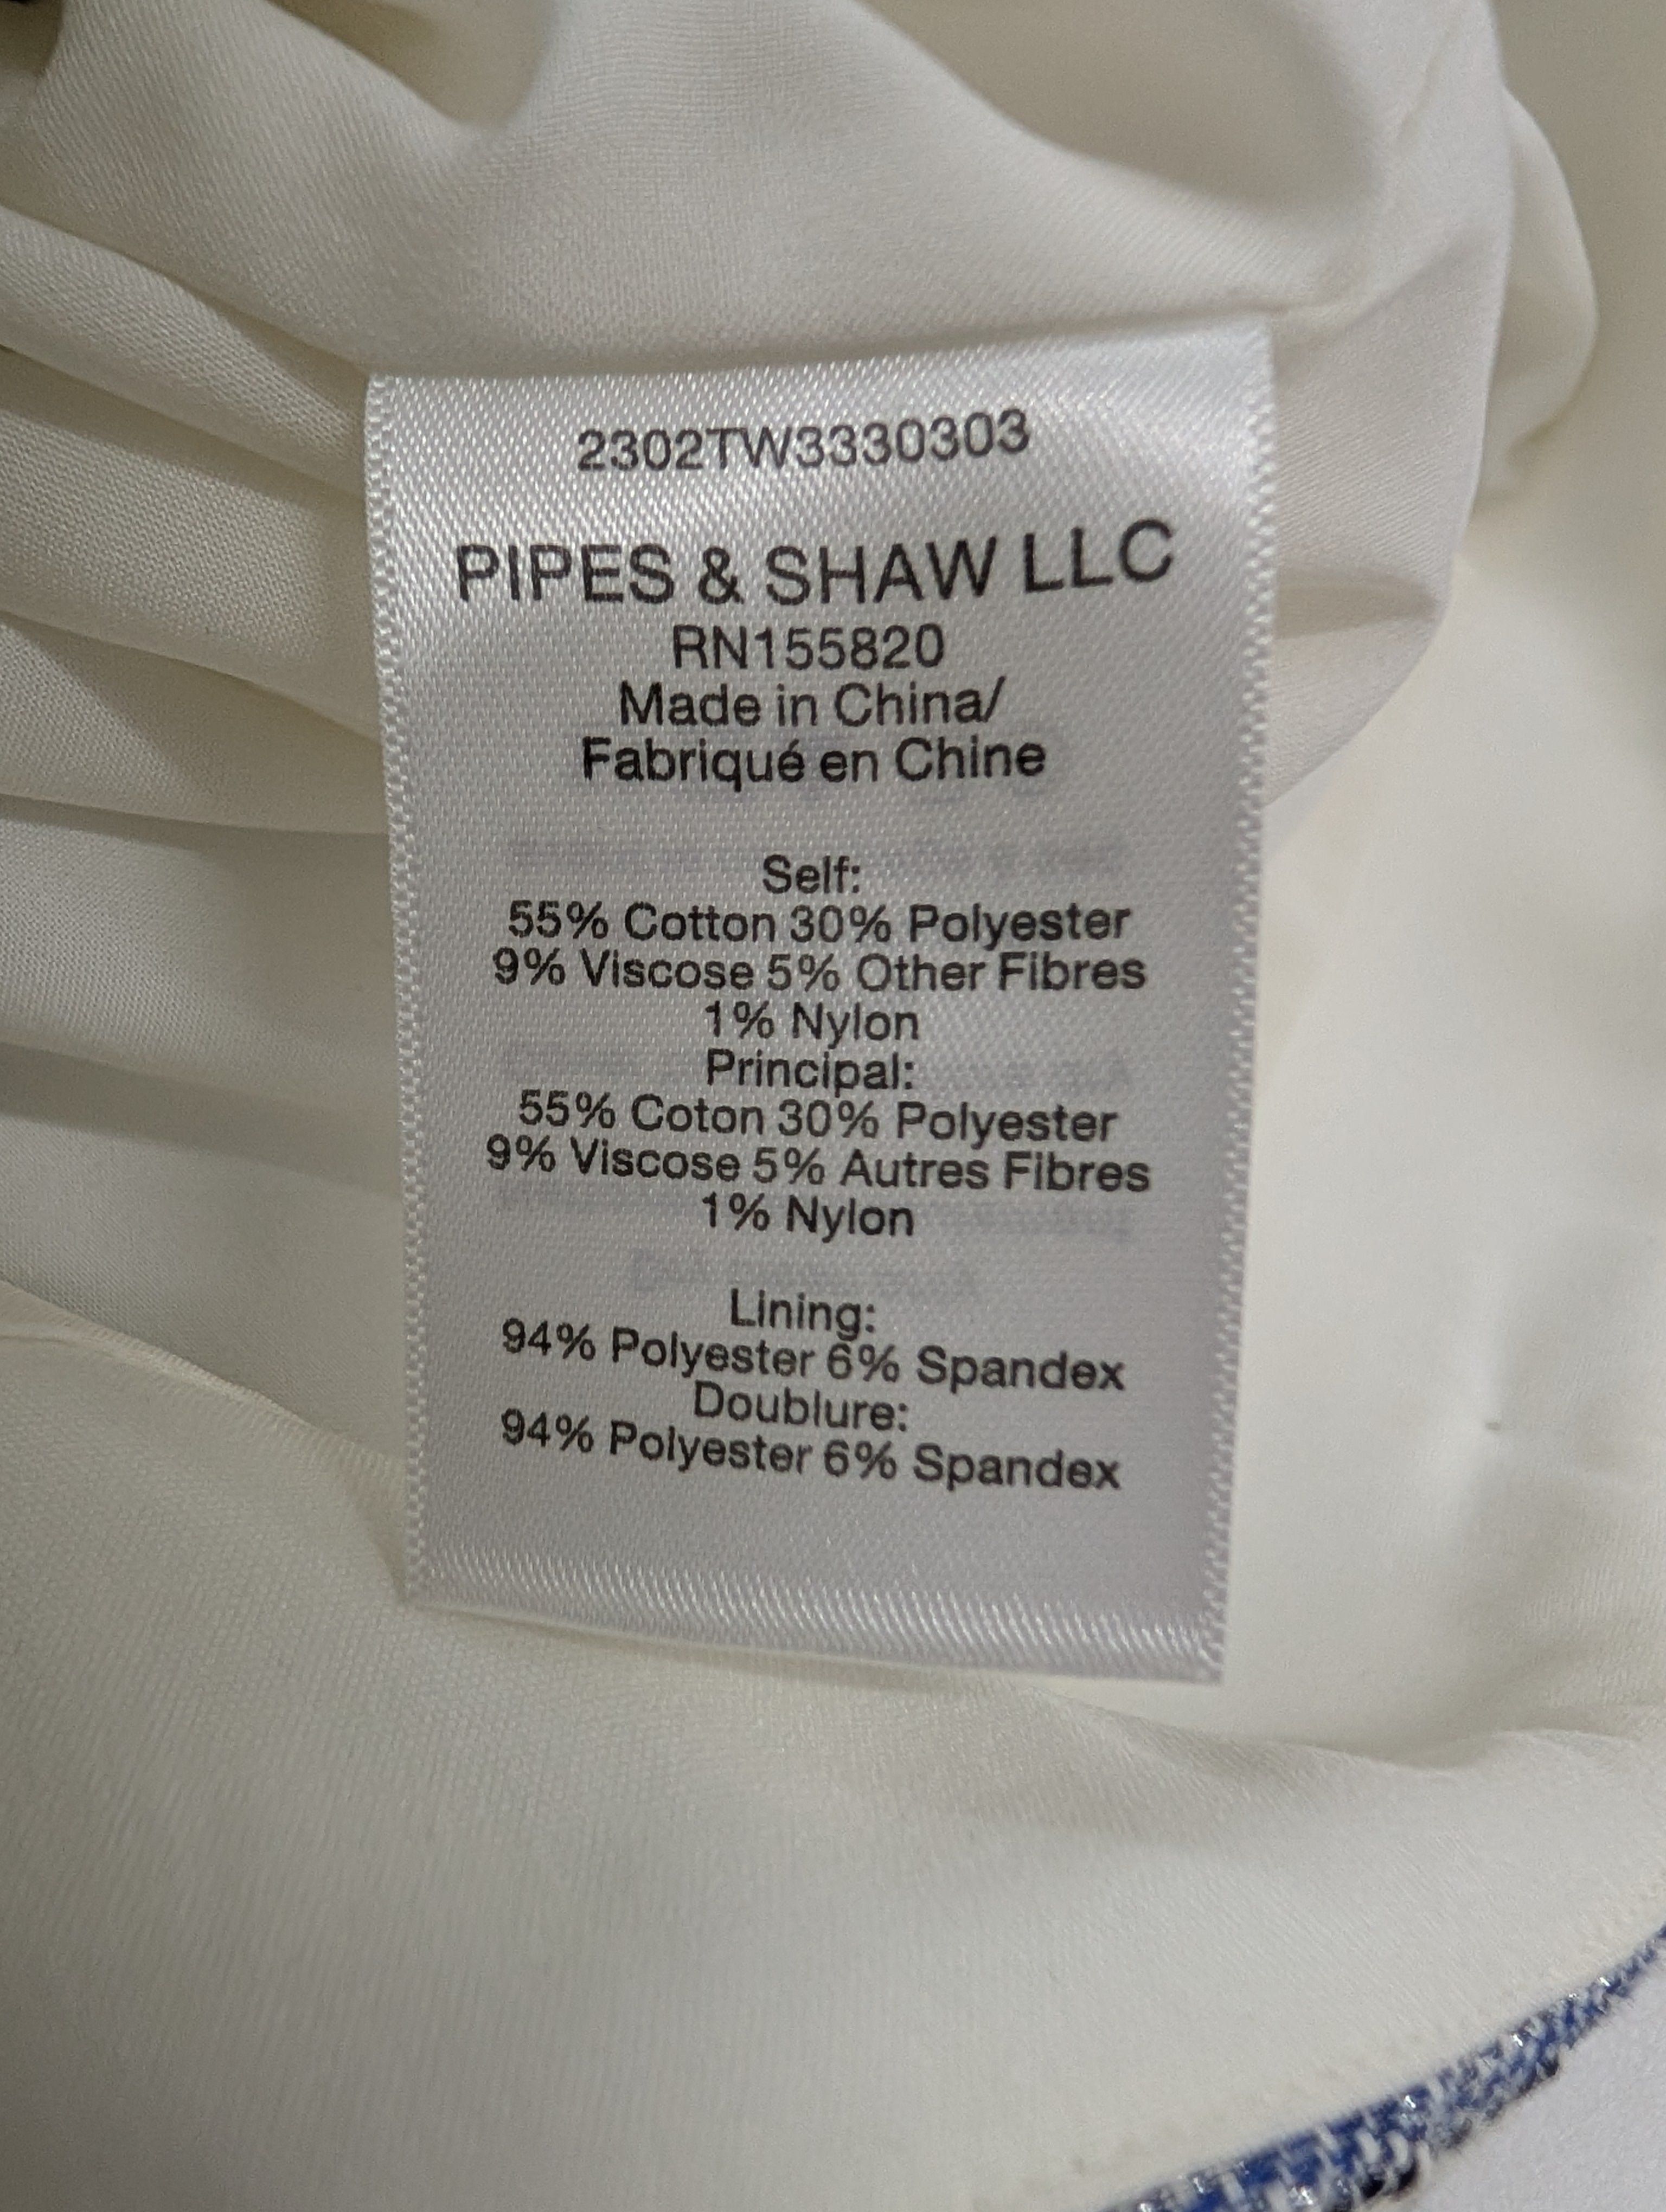 2302TW3330303
PIPES & SHAW LLC
RN155820
Made in China/
Fabriqué en Chine
Self:
55% Cotton 30% Polyester
9% Viscose 5% Other Fibres
1% Nylon
Principal:
55% Coton 30% Polyester
9% Viscose 5% Autres Fibres
1% Nylon
Lining:
94% Polyester 6% Spandex
Doublure:
94% Polyester 6% Spandex